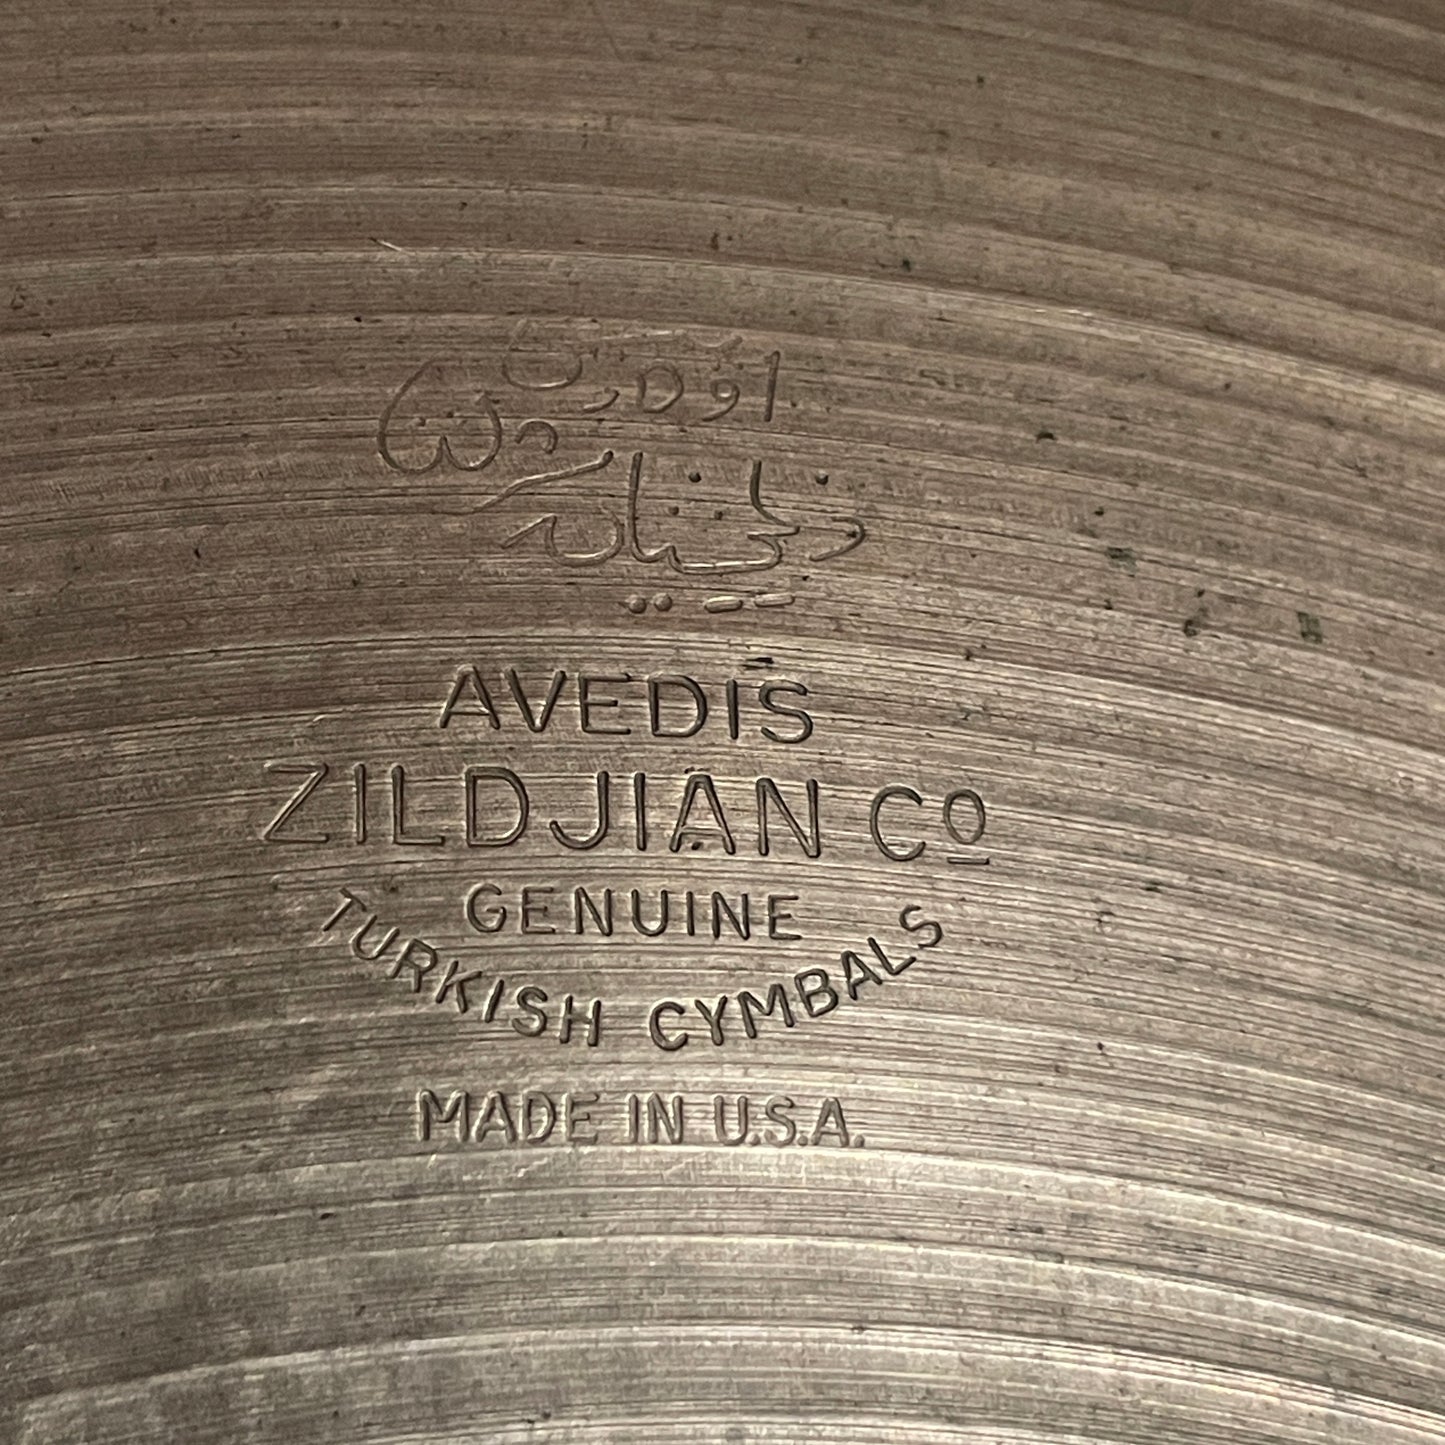 AVEDIS
ZILDJIAN Cº
GENUINE
TURKISH CYMBALS
MADE IN U.S.A.